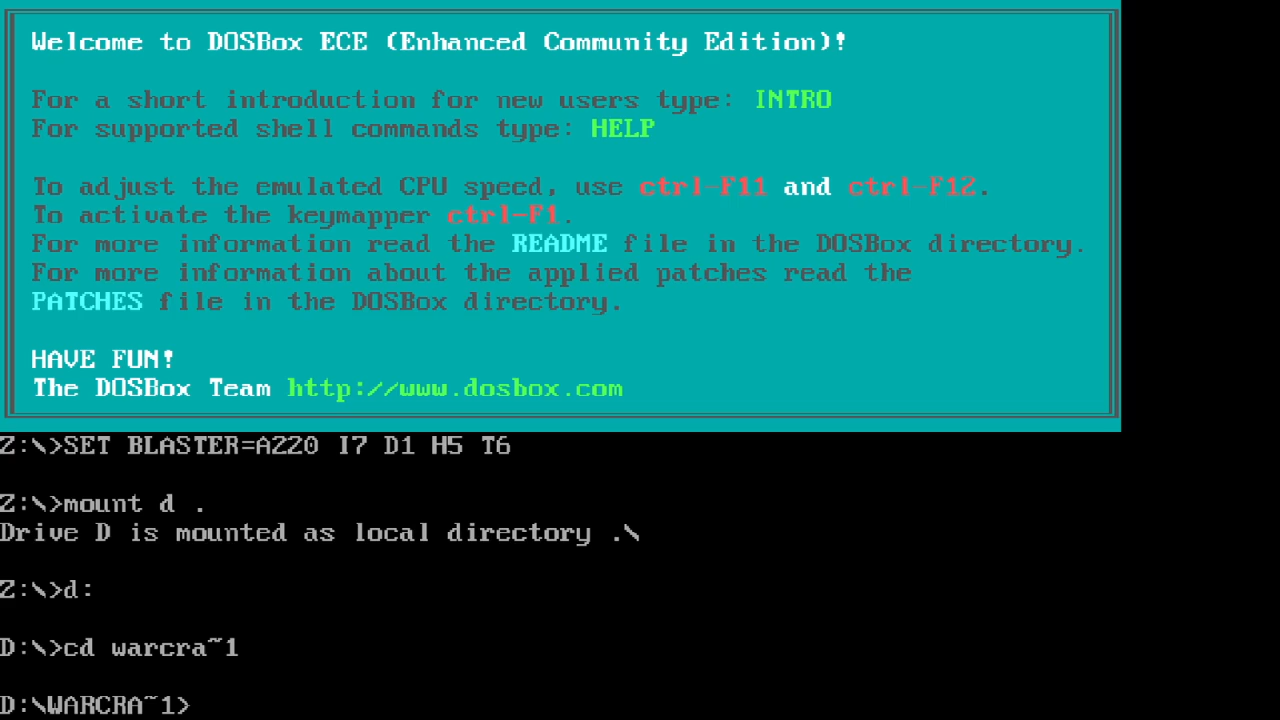 Welcome to DOSBox ECE (Enhanced Community Edition)!
For a short introduction for new users type: INTRO
For supported shell commands type: HELP
To adjust the emulated CPU speed, use ctrl-F11 and ctrl-F12.
To activate the keymapper ctrl-F1.
For more information read the README file in the DOSBox directory.
For more information about the applied patches read the
PATCHES file in the DOSBox directory.
HAVE FUN!
The DOSBox Team http://www.dosbox.com
Z:\>SET BLASTER=A220 I7 D1 H5 T6
Z:\>mount d .
Drive D is mounted as local directory .\
Z:\>d:
D:\>cd warcra~1
D:\WARCRA~1>